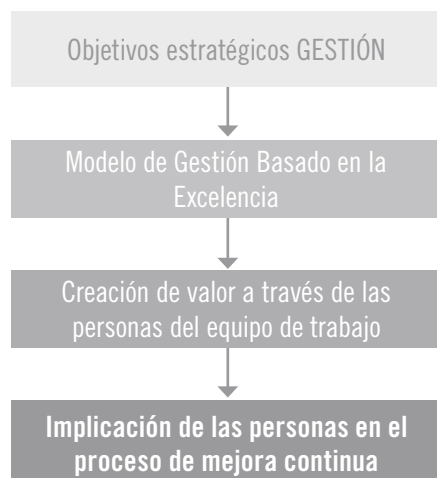 Objetivos estratégicos GESTIÓN
Modelo de Gestión Basado en la
Excelencia
Creación de valor a través de las
personas del equipo de trabajo
Implicación de las personas en el
proceso de mejora continua